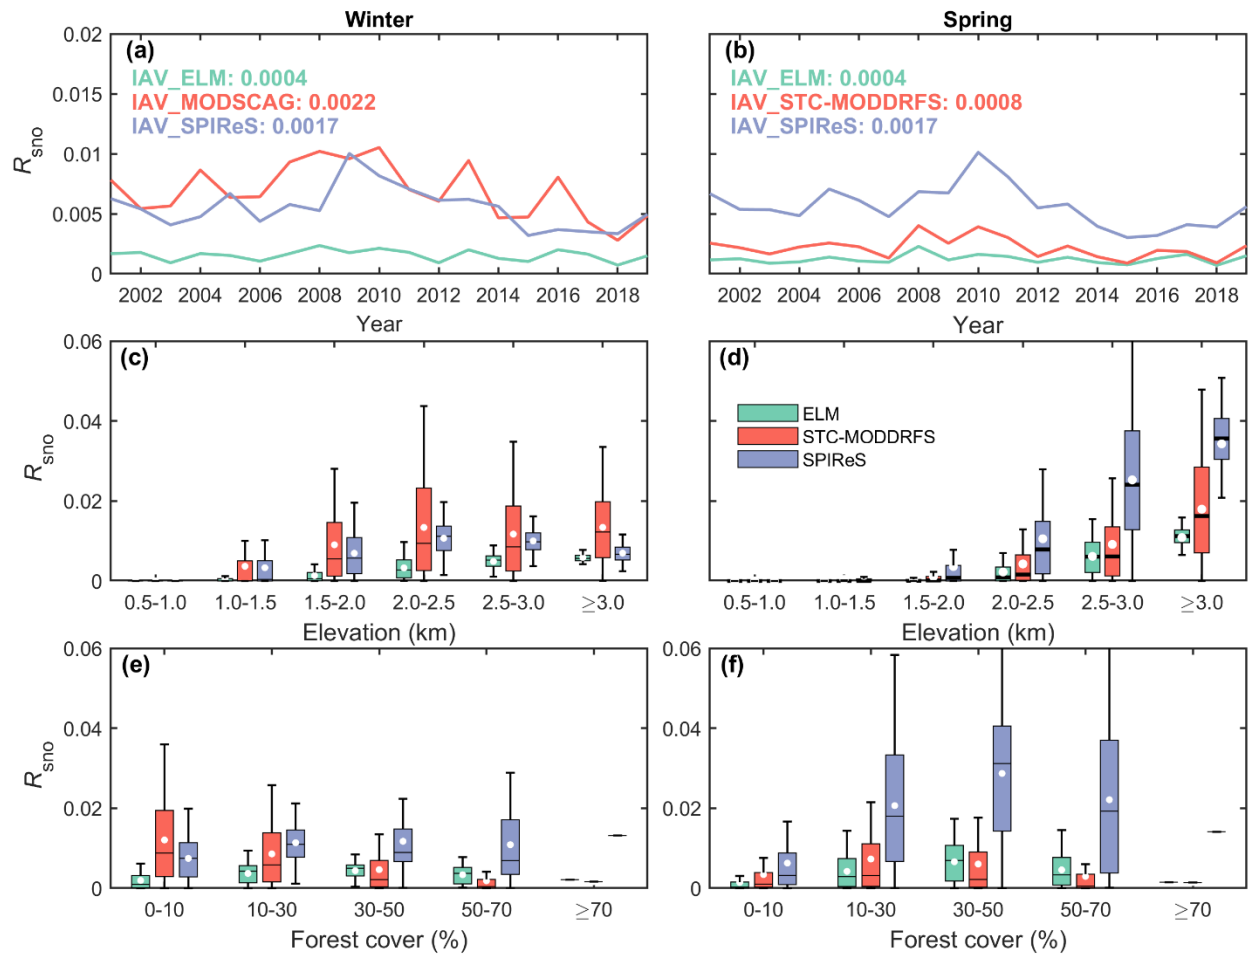 Winter
Spring
(a)
IAV_ELM: 0.0004
IAV_MODSCAG: 0.0022
IAV_SPIReS: 0.0017
0.02
0.015
0.01
0.005
0
R_sno
2002 2004 2006 2008 2010 2012 2014 2016 2018
Year
(b)
IAV_ELM: 0.0004
IAV_STC-MODDRFS: 0.0008
IAV_SPIReS: 0.0017
2002 2004 2006 2008 2010 2012 2014 2016 2018
Year
(c)
0.06
0.04
0.02
0
R_sno
0.5-1.0 1.0-1.5 1.5-2.0 2.0-2.5 2.5-3.0 ≥3.0
Elevation (km)
(d)
ELM
STC-MODDRFS
SPIReS
0.5-1.0 1.0-1.5 1.5-2.0 2.0-2.5 2.5-3.0 ≥3.0
Elevation (km)
(e)
0.06
0.04
0.02
0
R_sno
0-10 10-30 30-50 50-70 ≥70
Forest cover (%)
(f)
0.06
0.04
0.02
0
0-10 10-30 30-50 50-70 ≥70
Forest cover (%)